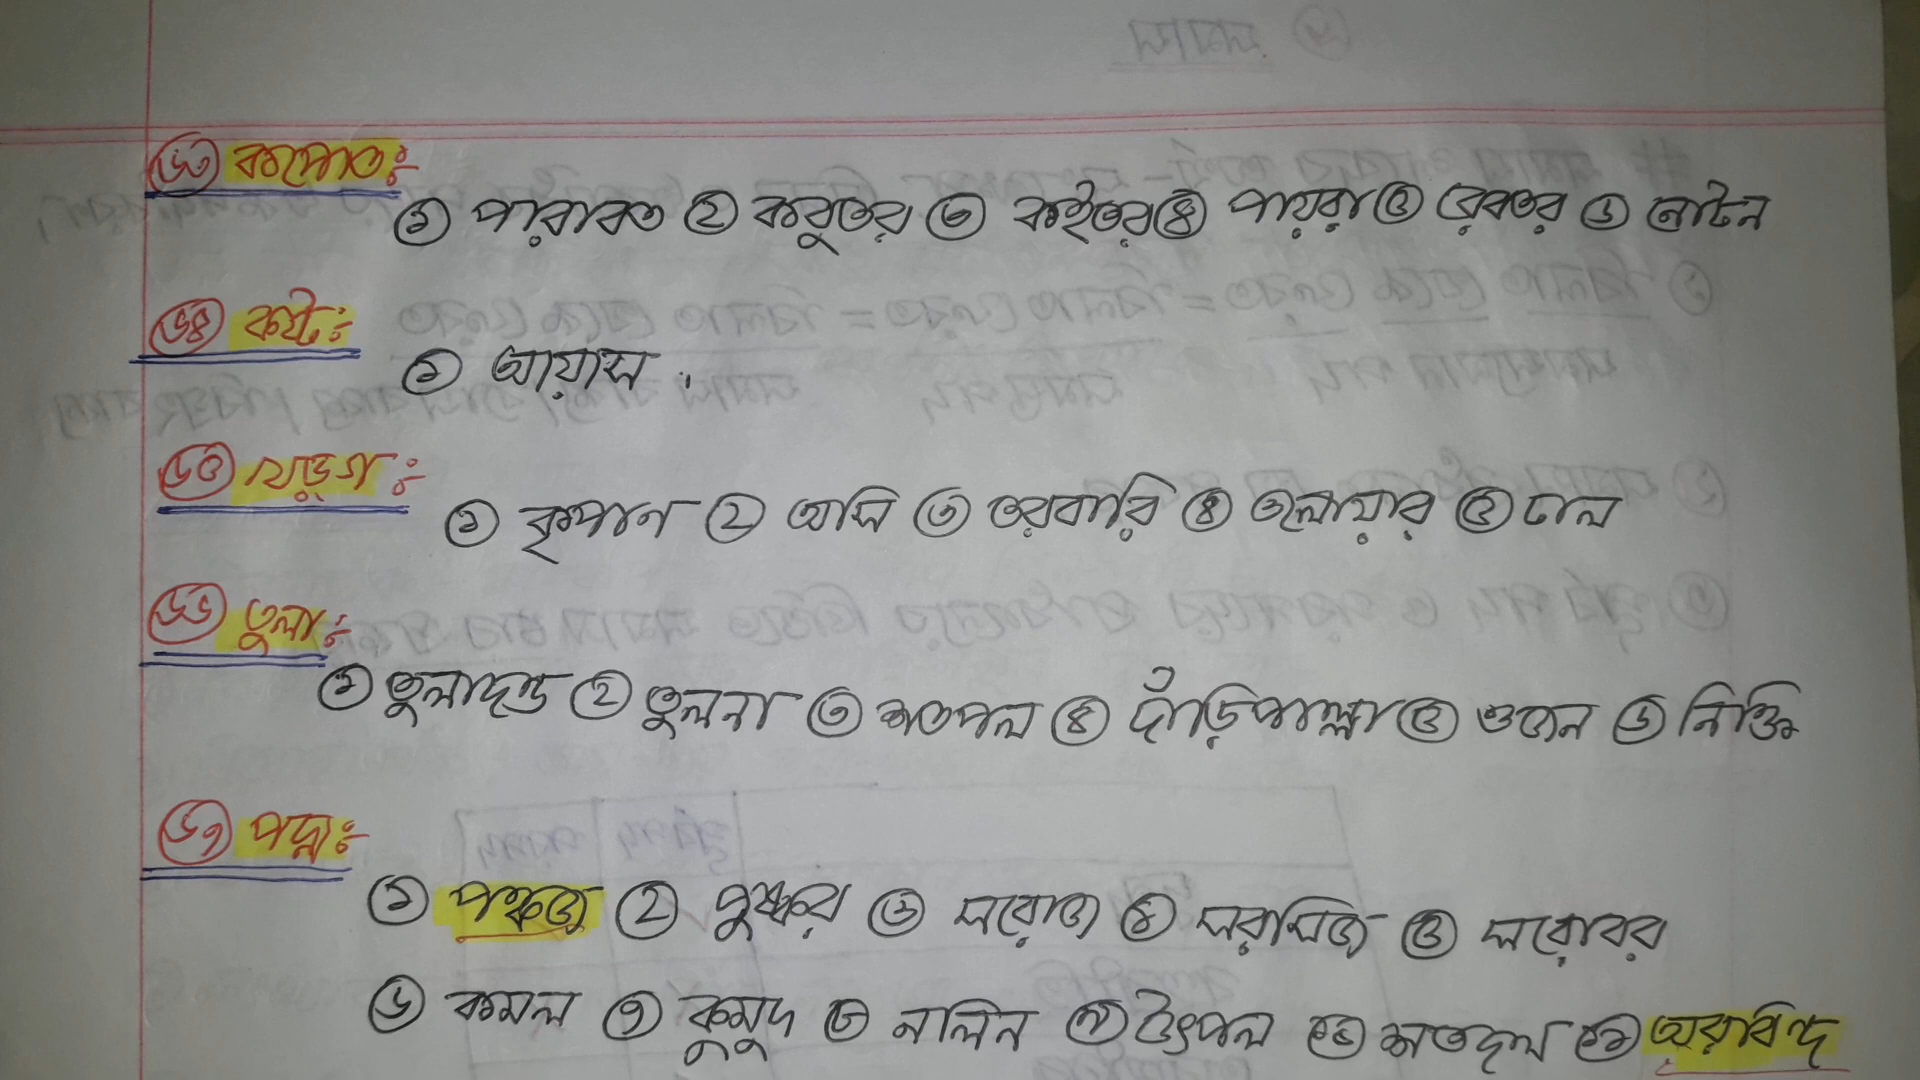 ৬৩ কপোত:
১ পারাবত ২ কবুতর ৩ কইতর ৪ পায়রা ৫ রেবতর ৬ নোটন
৬৪ কষ্ট:
১ আয়াস
৬৫ খড়গ:
১ কৃপাণ ২ অসি ৩ তরবারি ৪ তলোয়ার ৫ ঢাল
৬৬ তুলা:
১ তুলাদন্ড ২ তুলনা ৩ শতপল ৪ দাঁড়িপাল্লা ৫ ওজন ৬ নিক্তি
৬৭ পদ্ম:
১ পঙ্কজ ২ পুষ্কর ৩ সরোজ ৪ সরসিজ ৫ সরোবর
৬ কমল ৭ কুমুদ ৮ নলিন ৯ উৎপল ১০ শতদল ১১ অরবিন্দ